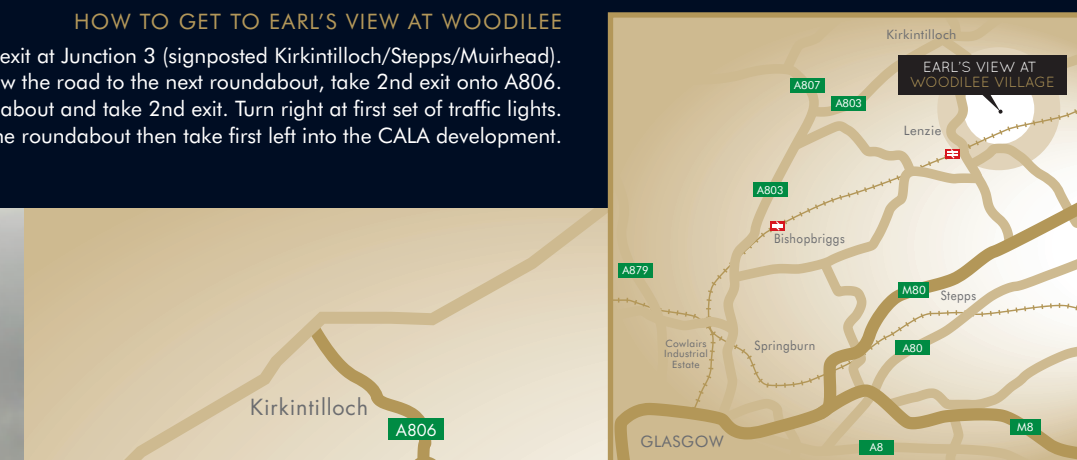 HOW TO GET TO EARL'S VIEW AT WOODILEE
exit at Junction 3 (signposted Kirkintilloch/Stepps/Muirhead).
w the road to the next roundabout, take 2nd exit onto A806.
about and take 2nd exit. Turn right at first set of traffic lights.
ne roundabout then take first left into the CALA development.
Kirkintilloch
A806
Kirkintilloch
EARL'S VIEW AT
WOODILEE VILLAGE
A807
A803
Lenzie
A803
Bishopbriggs
A879
M80
Stepps
Cowlairs
Industrial
Estate
Springburn
A80
GLASGOW
M8
A8